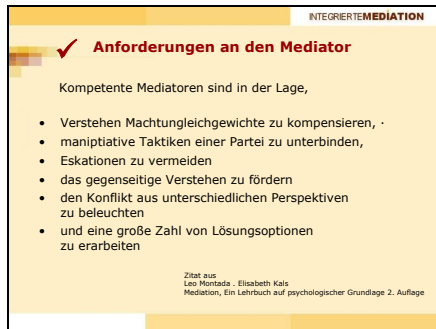 INTEGRIERTEMEDIATION
Anforderungen an den Mediator
Kompetente Mediatoren sind in der Lage,
• Verstehen Machtungleichgewichte zu kompensieren, ·
• maniptiative Taktiken einer Partei zu unterbinden,
• Eskationen zu vermeiden
• das gegenseitige Verstehen zu fördern
• den Konflikt aus unterschiedlichen Perspektiven
zu beleuchten
• und eine große Zahl von Lösungsoptionen
zu erarbeiten
Zitat aus
Leo Montada . Elisabeth Kals
Mediation, Ein Lehrbuch auf psychologischer Grundlage 2. Auflage